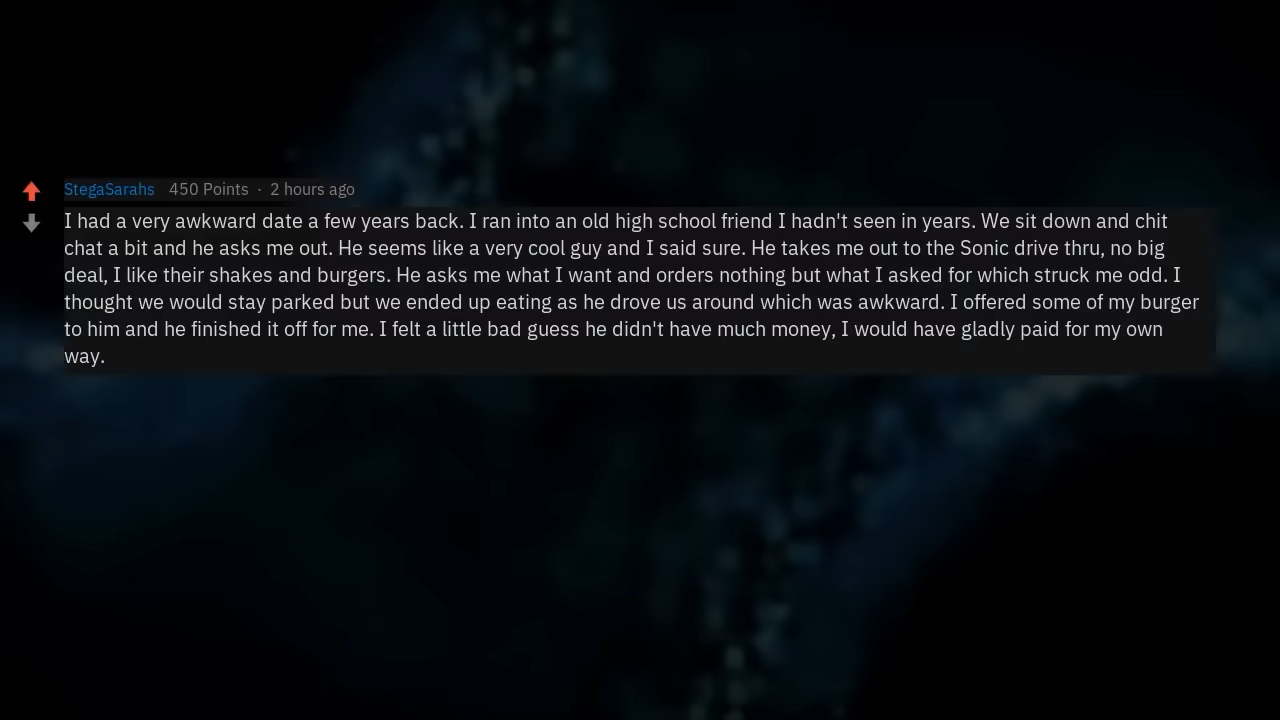 StegaSarahs 450 Points · 2 hours ago
I had a very awkward date a few years back. I ran into an old high school friend I hadn't seen in years. We sit down and chit
chat a bit and he asks me out. He seems like a very cool guy and I said sure. He takes me out to the Sonic drive thru, no big
deal, I like their shakes and burgers. He asks me what I want and orders nothing but what I asked for which struck me odd. I
thought we would stay parked but we ended up eating as he drove us around which was awkward. I offered some of my burger
to him and he finished it off for me. I felt a little bad guess he didn't have much money, I would have gladly paid for my own
way.